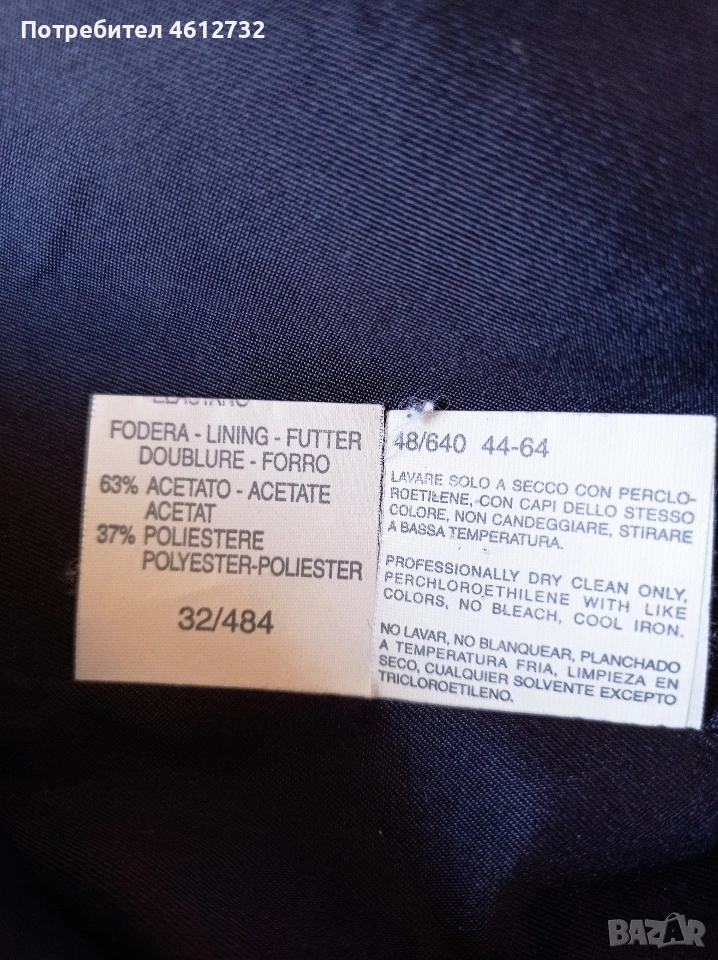 Потребител 4612732
ELASTANO
FODERA - LINING - FUTTER
DOUBLURE - FORRO
63% ACETATO - ACETATE
ACETAT
37% POLIESTERE
POLYESTER-POLIESTER
32/484
48/640 44-64
LAVARE SOLO A SECCO CON PERCLO-
ROETILENE, CON CAPI DELLO STESSO
COLORE, NON CANDEGGIARE, STIRARE
A BASSA TEMPERATURA.
PROFESSIONALLY DRY CLEAN ONLY,
PERCHLOROETHILENE WITH LIKE
COLORS, NO BLEACH, COOL IRON.
NO LAVAR, NO BLANQUEAR, PLANCHADO
A TEMPERATURA FRIA, LIMPIEZA EN
SECO, CUALQUIER SOLVENTE EXCEPTO
TRICLOROETILENO.
BAZAR